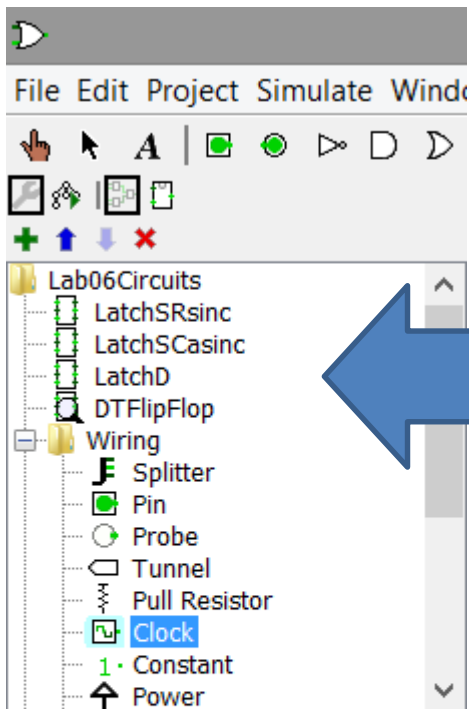 File Edit Project Simulate
A
Lab06Circuits
LatchSRsinc
LatchSCasinc
LatchD
DTFlipFlop
Wiring
Splitter
Pin
Probe
Tunnel
Pull Resistor
Clock
1 Constant
Power